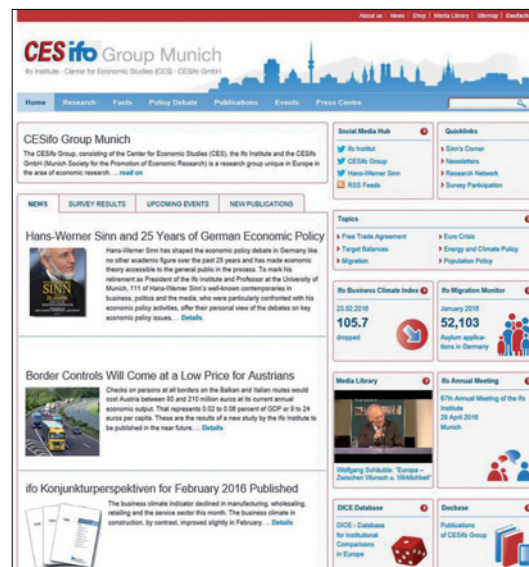 About us | News | Shop | Media Library | Sitemap | Deutsch
CESifo Group Munich
Ifo Institute · Center for Economic Studies (CES) · CESifo GmbH
Home Research Facts Policy Debate Publications Events Press Centre
CESifo Group Munich
The CESifo Group, consisting of the Center for Economic Studies (CES), the Ifo Institute and the CESifo
GmbH (Munich Society for the Promotion of Economic Research) is a research group unique in Europe in
the area of economic research. ... read on
NEWS SURVEY RESULTS UPCOMING EVENTS NEW PUBLICATIONS
Hans-Werner Sinn and 25 Years of German Economic Policy
SINN
Hans-Werner Sinn has shaped the economic policy debate in Germany like
no other academic figure over the past 25 years and has made economic
theory accessible to the general public in the process. To mark his
retirement as President of the Ifo Institute and Professor at the University of
Munich, 111 of Hans-Werner Sinn's well-known contemporaries in
business, politics and the media, who were particularly confronted with his
economic policy activities, offer their personal view of the debates on key
economic policy issues. ... Details
Border Controls Will Come at a Low Price for Austrians
Checks on persons at all borders on the Balkan and Italian routes would
cost Austria between 80 and 210 million euros at its current annual
economic output. That represents 0.02 to 0.08 percent of GDP or 9 to 24
euros per capita. These are the results of a new study by the Ifo Institute to
be published in the near future. ... Details
ifo Konjunkturperspektiven for February 2016 Published
The business climate indicator declined in manufacturing, wholesaling,
retailing and the service sector this month. The business climate in
construction, by contrast, improved slightly in February. ... Details
Social Media Hub
Ifo Institut
CESifo Group
Hans-Werner Sinn
RSS Feeds
Quicklinks
Sinn's Corner
Newsletters
Research Network
Survey Participation
Topics
Free Trade Agreement
Target Balances
Migration
Euro Crisis
Energy and Climate Policy
Population Policy
Ifo Business Climate Index
23.02.2016
105.7
dropped
Ifo Migration Monitor
January 2016
52,103
Asylum applica-
tions in Germany
Media Library
Wolfgang Schäuble: "Europa –
Zwischen Wunsch u. Wirklichkeit"
Ifo Annual Meeting
67th Annual Meeting of the Ifo
Institute
28 April 2016
Munich
DICE Database
DICE - Database
for Institutional
Comparisons
in Europe
Docbase
Publications
of CESifo Group